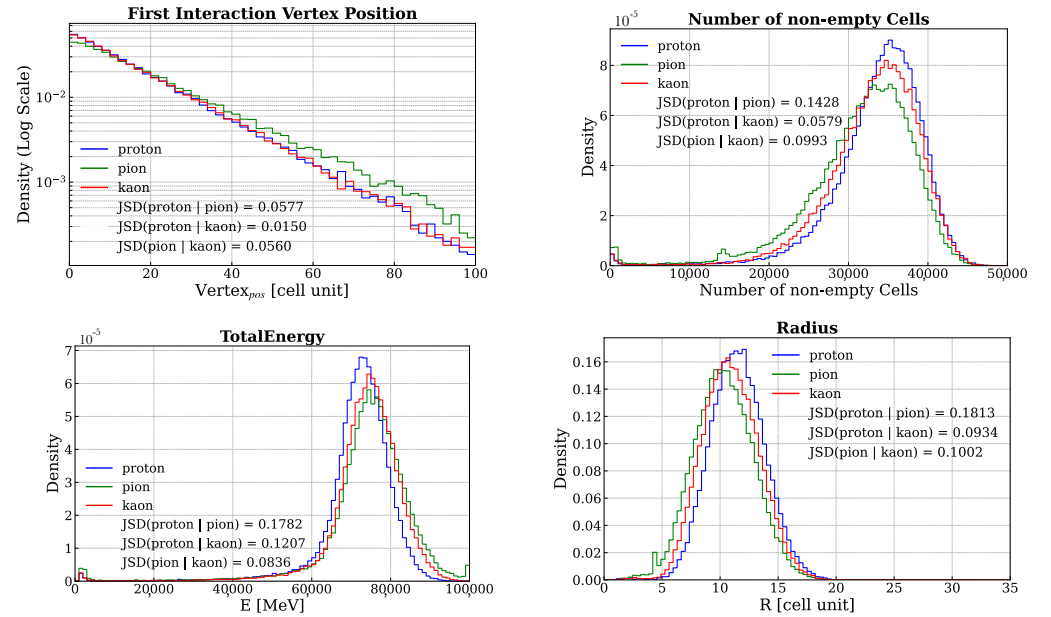 First Interaction Vertex Position
Density (Log Scale)
10⁻²
10⁻³
proton
pion
kaon
JSD(proton | pion) = 0.0577
JSD(proton | kaon) = 0.0150
JSD(pion | kaon) = 0.0560
0 20 40 60 80 100
Vertexpos [cell unit]
Number of non-empty Cells
10⁻⁵
Density
8
6
4
2
0
proton
pion
kaon
JSD(proton | pion) = 0.1428
JSD(proton | kaon) = 0.0579
JSD(pion | kaon) = 0.0993
0 10000 20000 30000 40000 50000
Number of non-empty Cells
TotalEnergy
10⁻⁵
Density
7
6
5
4
3
2
1
0
proton
pion
kaon
JSD(proton | pion) = 0.1782
JSD(proton | kaon) = 0.1207
JSD(pion | kaon) = 0.0836
0 20000 40000 60000 80000 100000
E [MeV]
Radius
Density
0.16
0.14
0.12
0.10
0.08
0.06
0.04
0.02
0.00
proton
pion
kaon
JSD(proton | pion) = 0.1813
JSD(proton | kaon) = 0.0934
JSD(pion | kaon) = 0.1002
0 5 10 15 20 25 30 35
R [cell unit]